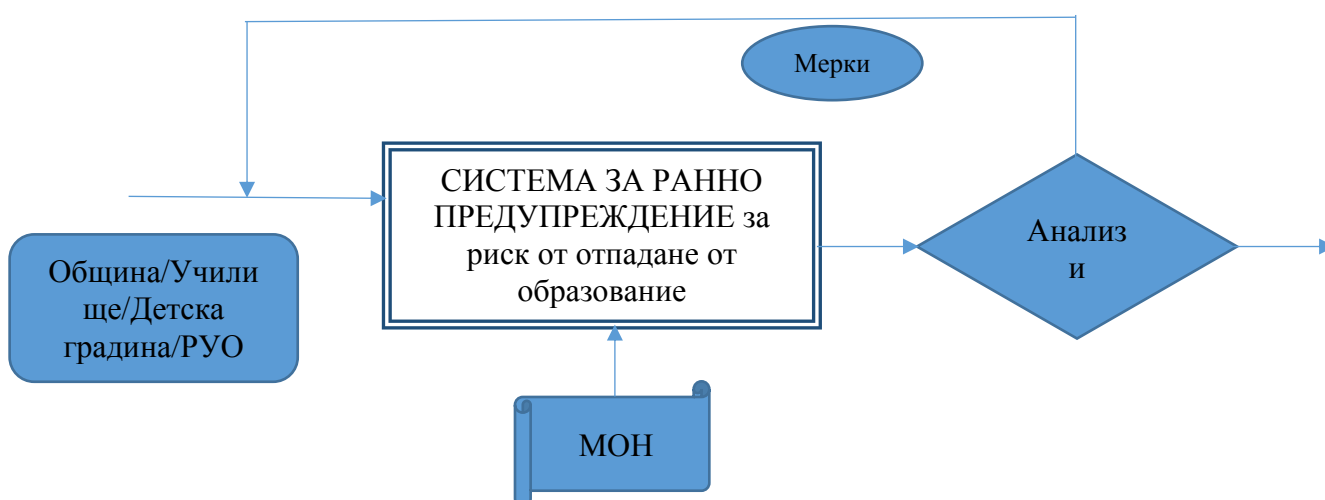 Мерки
СИСТЕМА ЗА РАННО
ПРЕДУПРЕЖДЕНИЕ за
риск от отпадане от
образование
Анализ
и
Община/Учили
ще/Детска
градина/РУО
МОН